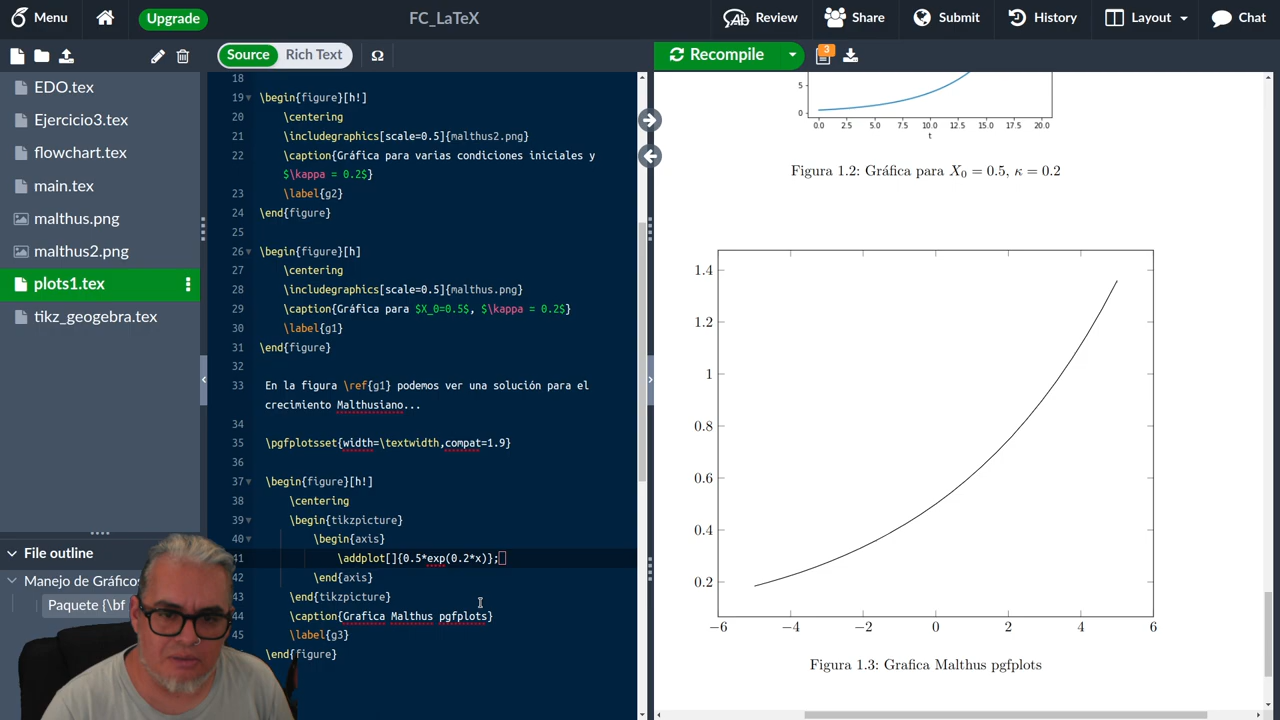 Menu
Upgrade
FC_LaTeX
Review
Share
Submit
History
Layout
Chat
Source
Rich Text
Ω
Recompile
3
EDO.tex
Ejercicio3.tex
flowchart.tex
main.tex
malthus.png
malthus2.png
plots1.tex
tikz_geogebra.tex
File outline
Manejo de Gráficos
Paquete {\bf
18
19 \begin{figure}[h!]
20 \centering
21 \includegraphics[scale=0.5]{malthus2.png}
22 \caption{Gráfica para varias condiciones iniciales y
$\kappa = 0.2$}
23 \label{g2}
24 \end{figure}
25
26 \begin{figure}[h]
27 \centering
28 \includegraphics[scale=0.5]{malthus.png}
29 \caption{Gráfica para $X_0=0.5$, $\kappa = 0.2$}
30 \label{g1}
31 \end{figure}
32
33 En la figura \ref{g1} podemos ver una solución para el
crecimiento Malthusiano...
34
35 \pgfplotsset{width=\textwidth,compat=1.9}
36
37 \begin{figure}[h!]
38 \centering
39 \begin{tikzpicture}
40 \begin{axis}
41 \addplot[]{0.5*exp(0.2*x)};
42 \end{axis}
43 \end{tikzpicture}
44 \caption{Grafica Malthus pgfplots}
45 \label{g3}
\end{figure}
5
0
0.0 2.5 5.0 7.5 10.0 12.5 15.0 17.5 20.0
t
Figura 1.2: Gráfica para X₀ = 0.5, κ = 0.2
1.4
1.2
1
0.8
0.6
0.4
0.2
−6 −4 −2 0 2 4 6
Figura 1.3: Grafica Malthus pgfplots